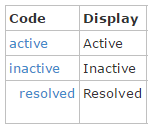 Code Display
active Active
inactive Inactive
resolved Resolved